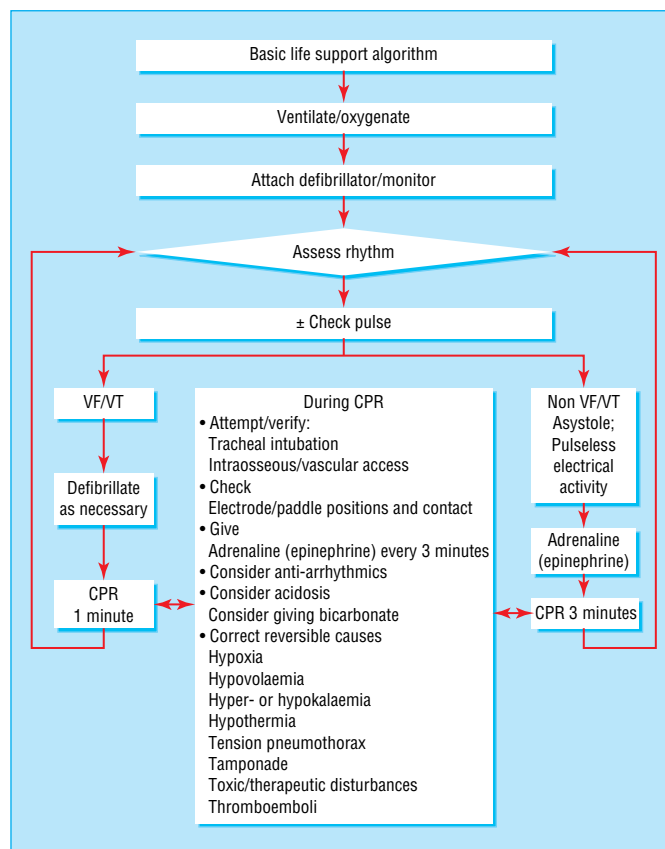 Basic life support algorithm
Ventilate/oxygenate
Attach defibrillator/monitor
Assess rhythm
± Check pulse
VF/VT
Defibrillate
as necessary
CPR
1 minute
During CPR
• Attempt/verify:
Tracheal intubation
Intraosseous/vascular access
• Check
Electrode/paddle positions and contact
• Give
Adrenaline (epinephrine) every 3 minutes
• Consider anti-arrhythmics
• Consider acidosis
Consider giving bicarbonate
• Correct reversible causes
Hypoxia
Hypovolaemia
Hyper- or hypokalaemia
Hypothermia
Tension pneumothorax
Tamponade
Toxic/therapeutic disturbances
Thromboemboli
Non VF/VT
Asystole;
Pulseless
electrical
activity
Adrenaline
(epinephrine)
CPR 3 minutes